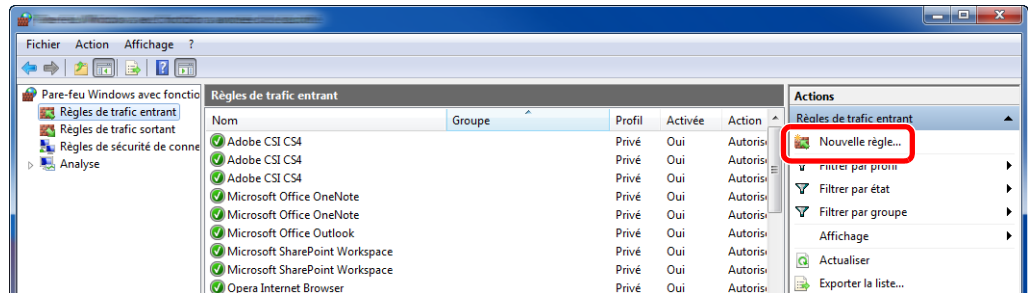 Fichier Action Affichage ?
Pare-feu Windows avec fonctio
Règles de trafic entrant
Règles de trafic sortant
Règles de sécurité de conne
Analyse
Règles de trafic entrant
Nom Groupe Profil Activée Action
Adobe CSI CS4 Privé Oui Autoris
Adobe CSI CS4 Privé Oui Autoris
Adobe CSI CS4 Privé Oui Autoris
Microsoft Office OneNote Privé Oui Autoris
Microsoft Office OneNote Privé Oui Autoris
Microsoft Office Outlook Privé Oui Autoris
Microsoft SharePoint Workspace Privé Oui Autoris
Microsoft SharePoint Workspace Privé Oui Autoris
Opera Internet Browser Privé Oui Autoris
Actions
Règles de trafic entrant
Nouvelle règle...
Filtrer par profil
Filtrer par état
Filtrer par groupe
Affichage
Actualiser
Exporter la liste...